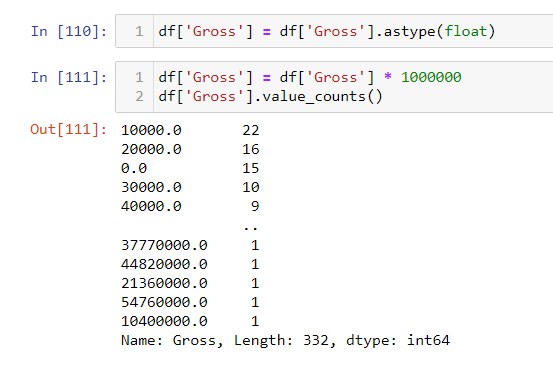 In [110]: 1 df['Gross'] = df['Gross'].astype(float)
In [111]: 1 df['Gross'] = df['Gross'] * 1000000
2 df['Gross'].value_counts()
Out[111]: 10000.0 22
20000.0 16
0.0 15
30000.0 10
40000.0 9
..
37770000.0 1
44820000.0 1
21360000.0 1
54760000.0 1
10400000.0 1
Name: Gross, Length: 332, dtype: int64